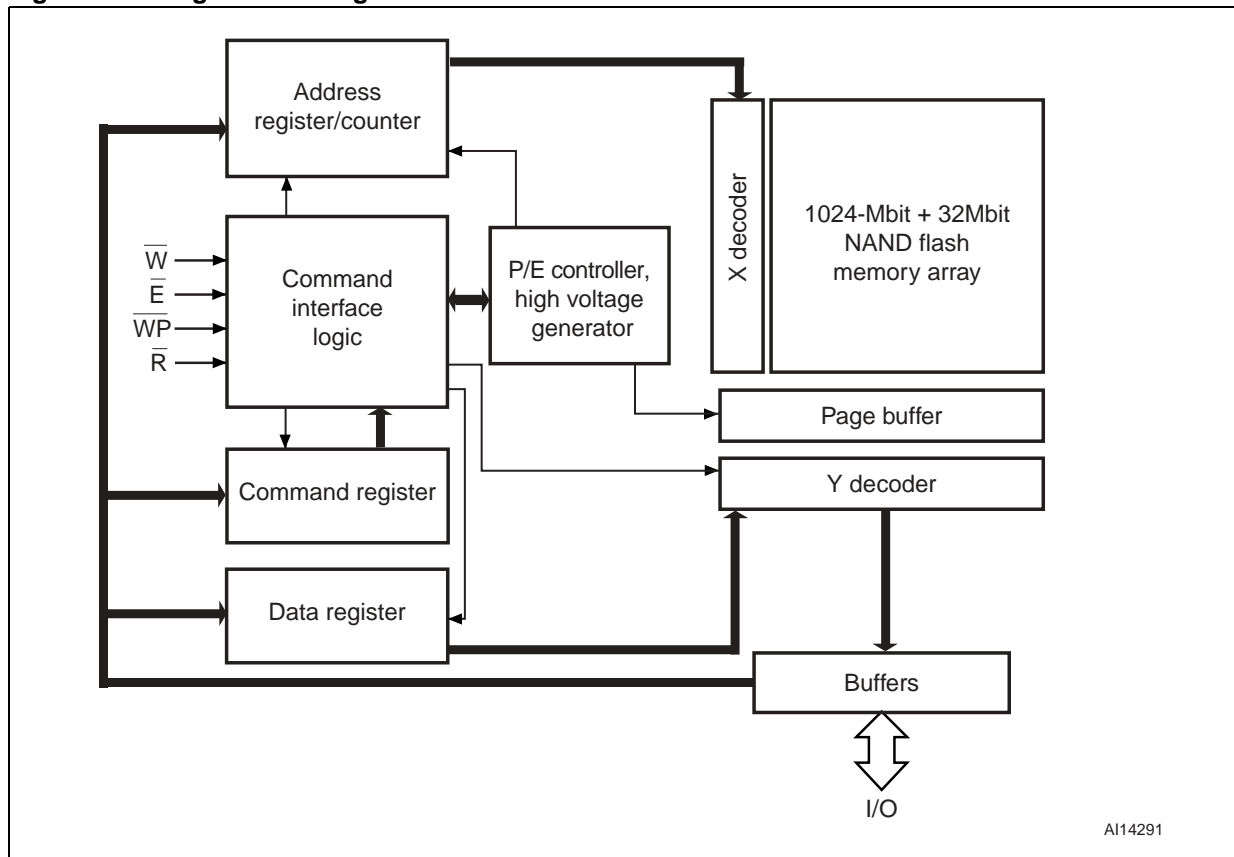 Address
register/counter
X decoder
1024-Mbit + 32Mbit
NAND flash
memory array
W̅
E̅
W̅P̅
R̅
Command
interface
logic
P/E controller,
high voltage
generator
Page buffer
Command register
Y decoder
Data register
Buffers
I/O
AI14291